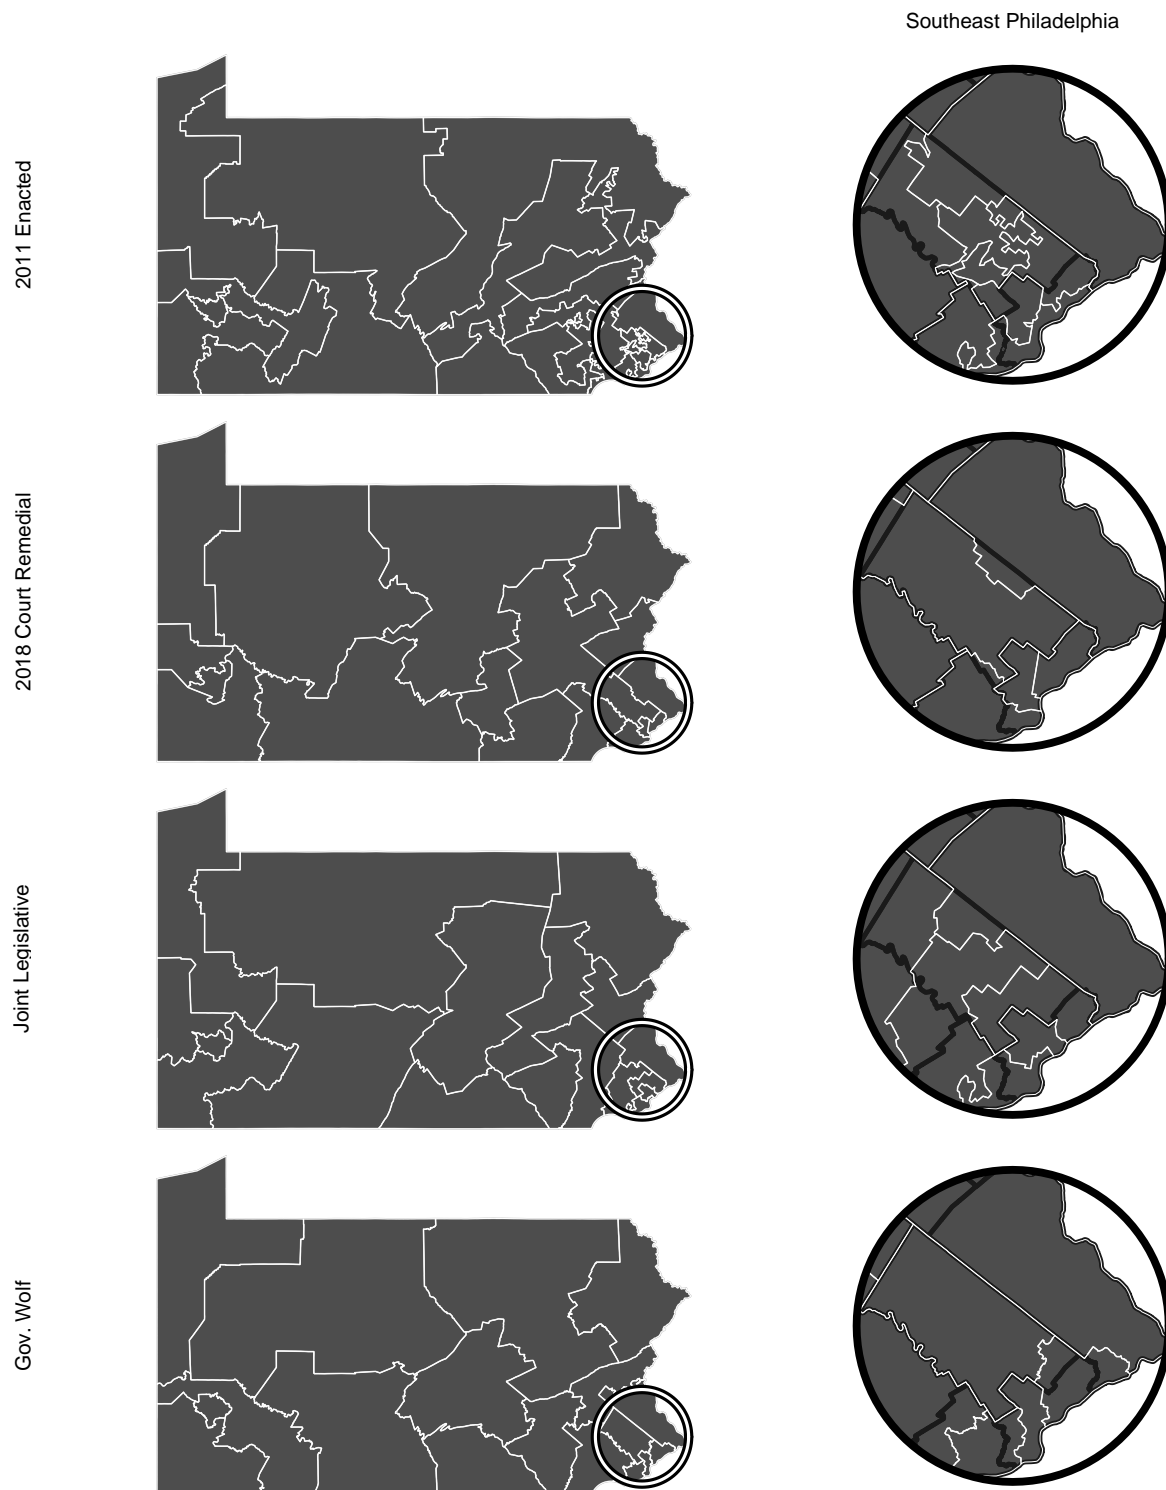 Southeast Philadelphia
2011 Enacted
2018 Court Remedial
Joint Legislative
Gov. Wolf